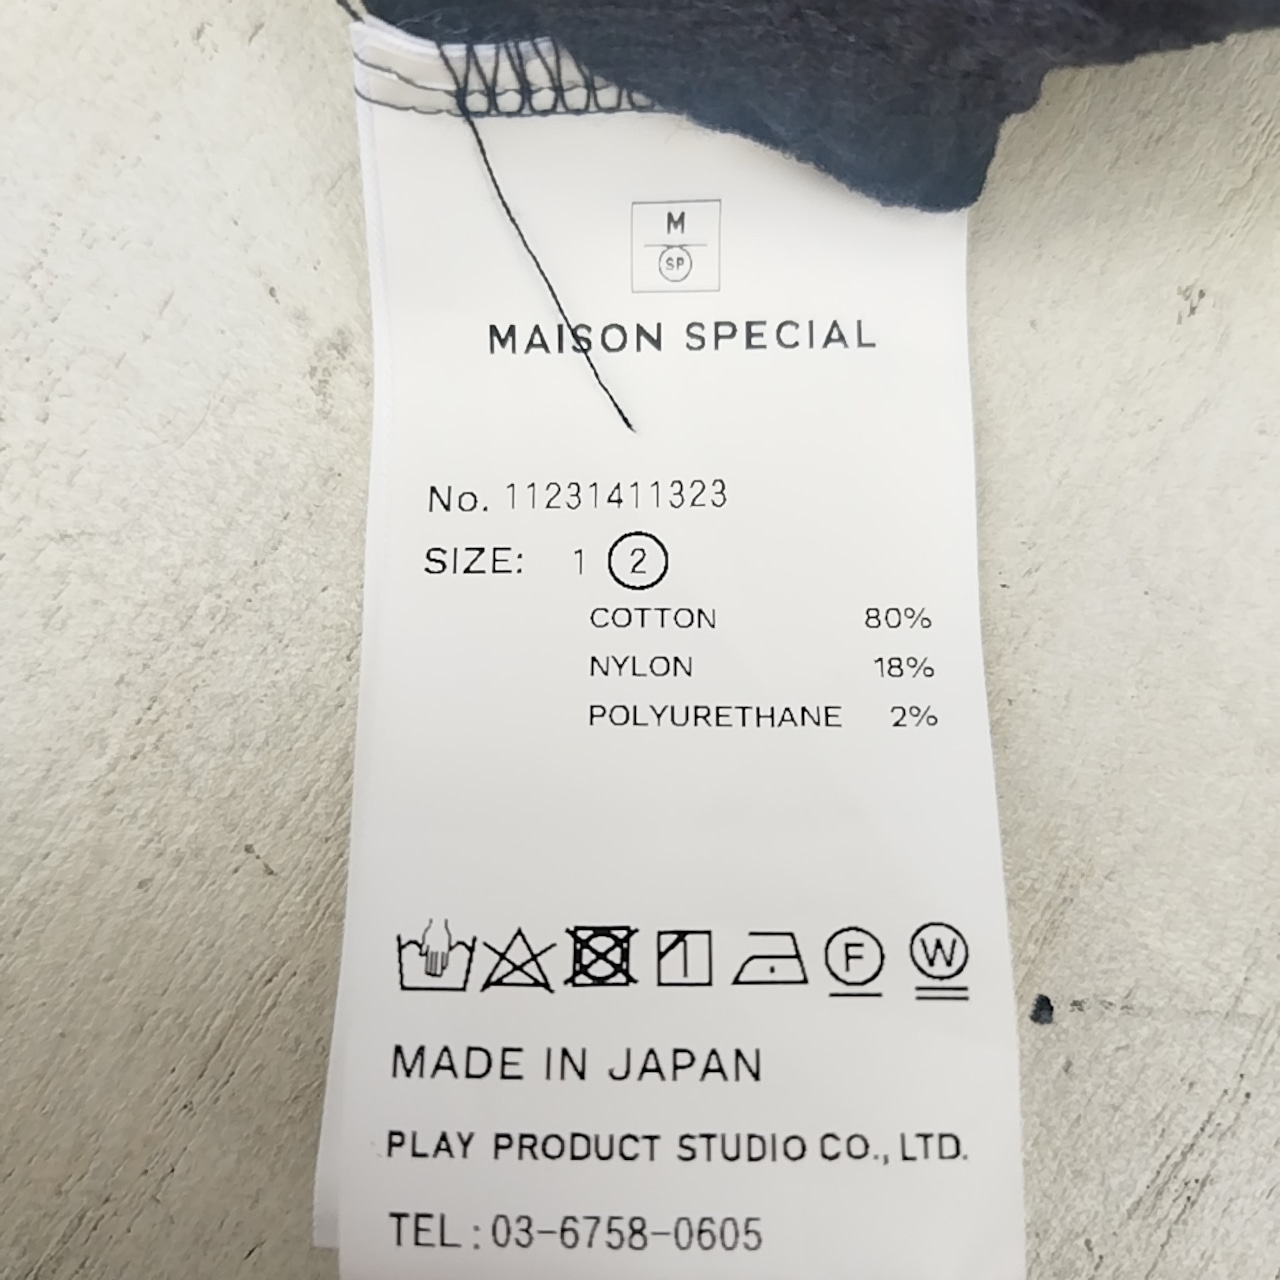 M
SP
MAISON SPECIAL
No. 11231411323
SIZE: 1 2
COTTON 80%
NYLON 18%
POLYURETHANE 2%
F W
MADE IN JAPAN
PLAY PRODUCT STUDIO CO., LTD.
TEL : 03-6758-0605